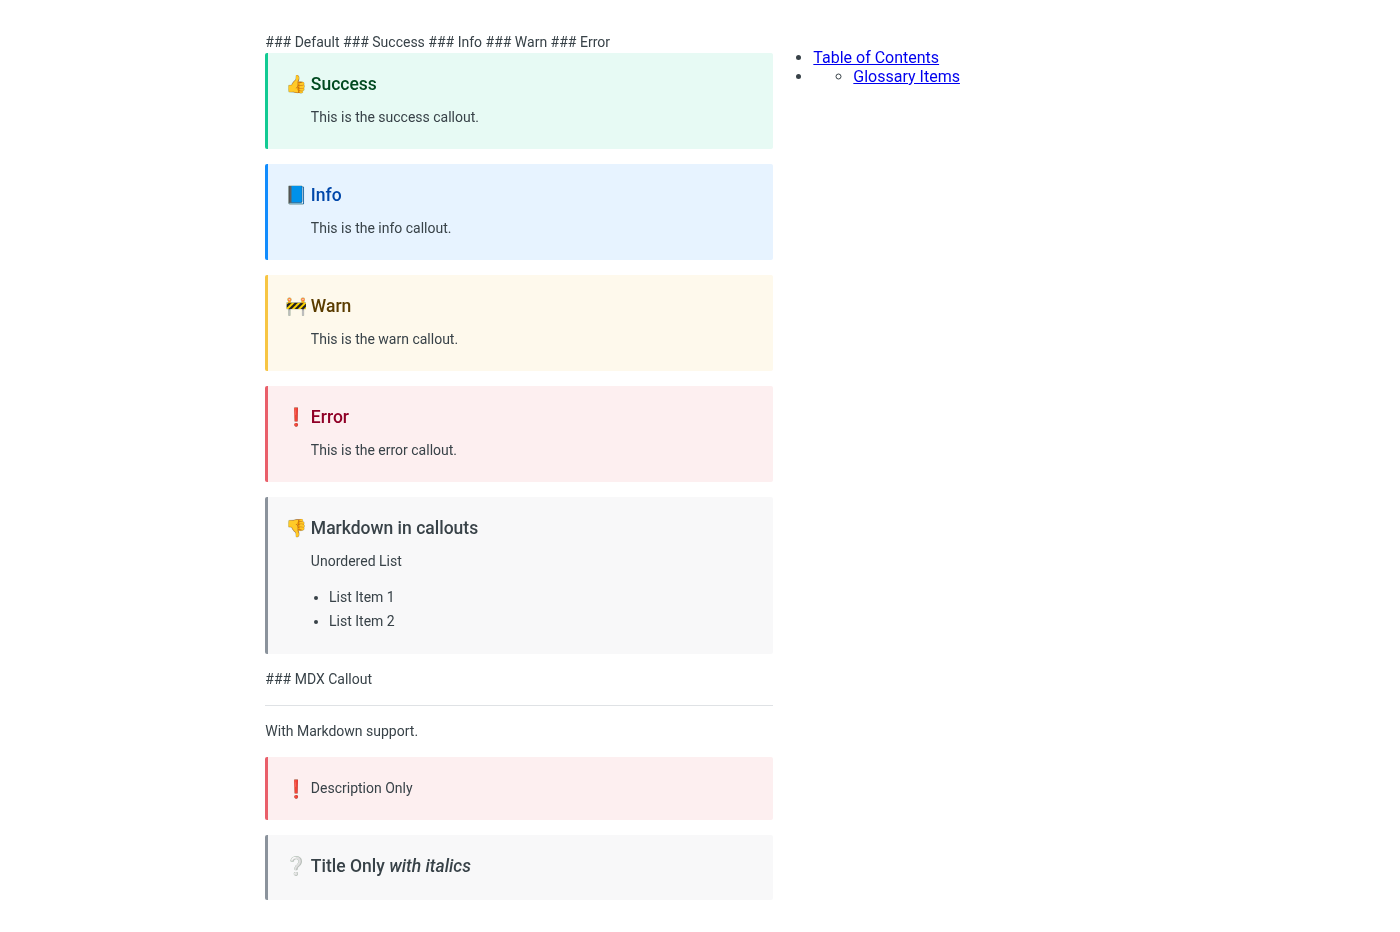 ### Default ### Success ### Info ### Warn ### Error
👍 Success
This is the success callout.
📘 Info
This is the info callout.
🚧 Warn
This is the warn callout.
❗ Error
This is the error callout.
👎 Markdown in callouts
Unordered List
• List Item 1
• List Item 2
### MDX Callout
With Markdown support.
❗ Description Only
❔ Title Only with italics
• Table of Contents
• ◦ Glossary Items